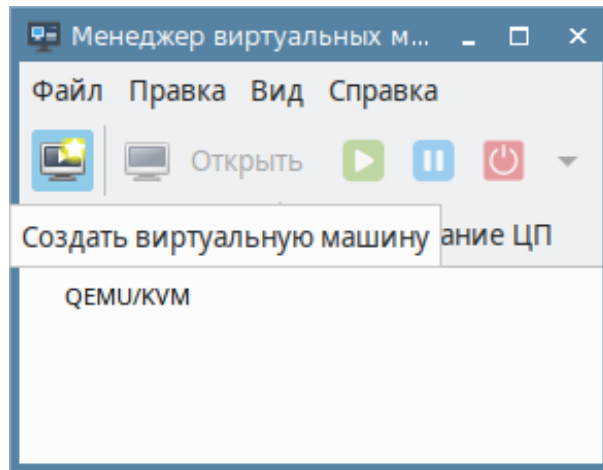 Менеджер виртуальных м...
Файл Правка Вид Справка
Открыть
Создать виртуальную машину ание ЦП
QEMU/KVM